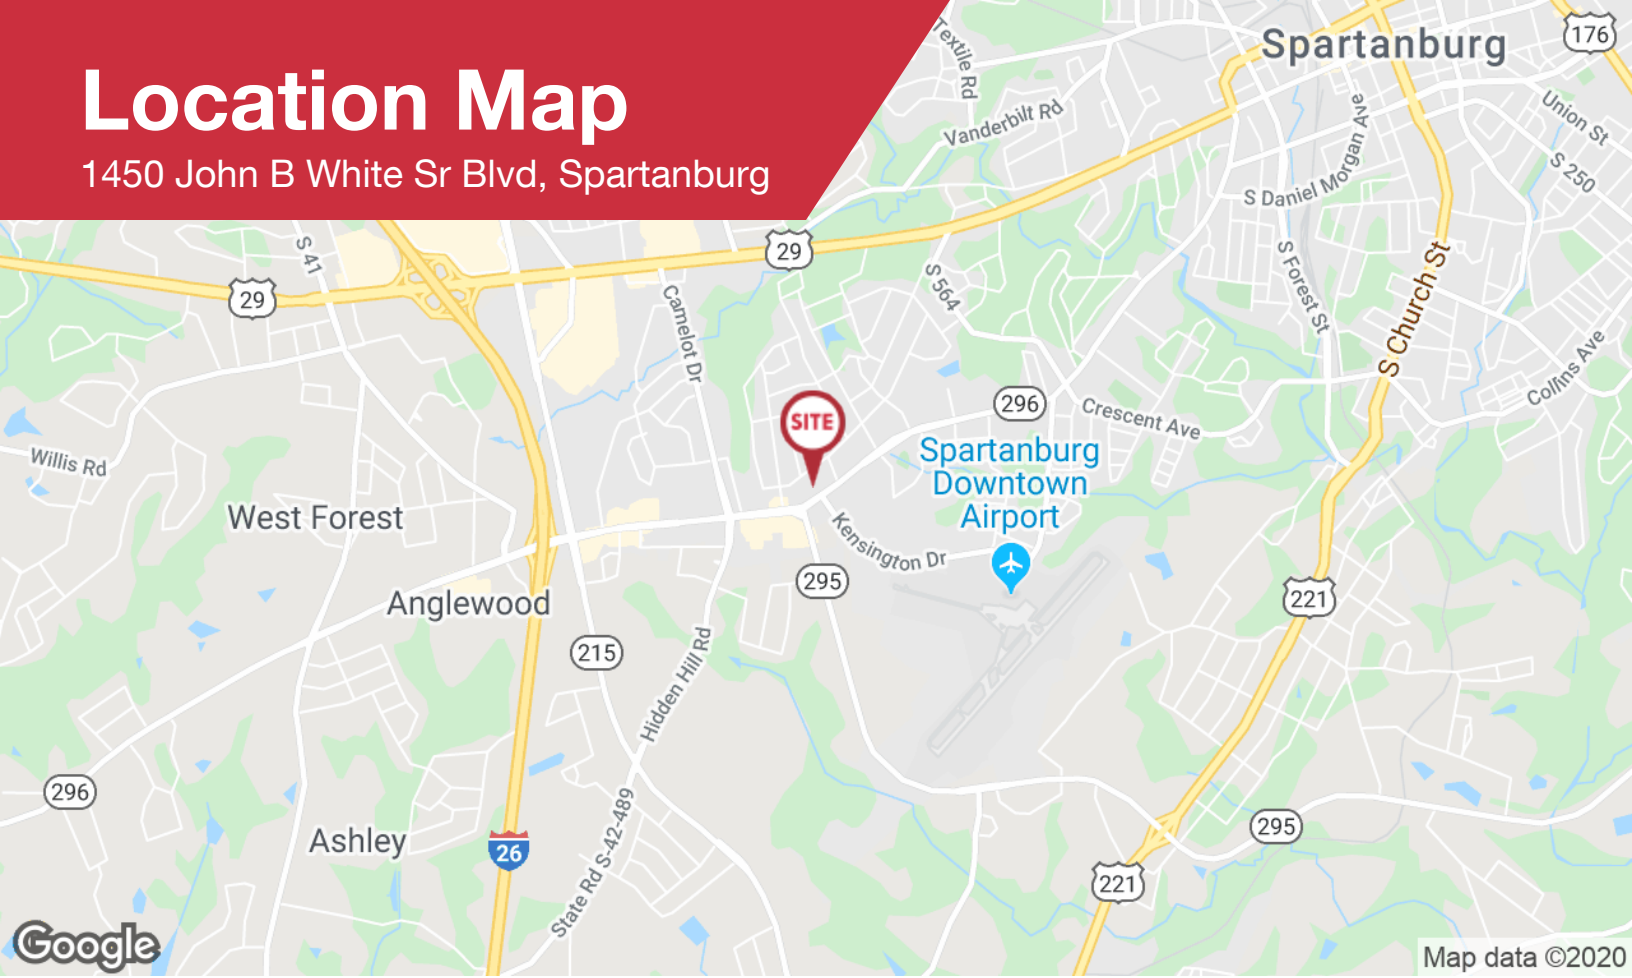 Location Map
1450 John B White Sr Blvd, Spartanburg
Textile Rd
Vanderbilt Rd
Spartanburg
176
Union St
S 250
S Daniel Morgan Ave
S 41
29
29
S 564
S Forest St
S Church St
Camelot Dr
Collins Ave
SITE
296
Crescent Ave
Willis Rd
Spartanburg
Downtown
Airport
West Forest
Kensington Dr
295
Anglewood
221
215
Hidden Hill Rd
296
State Rd S-42-489
Ashley
26
295
221
Google
Map data ©2020